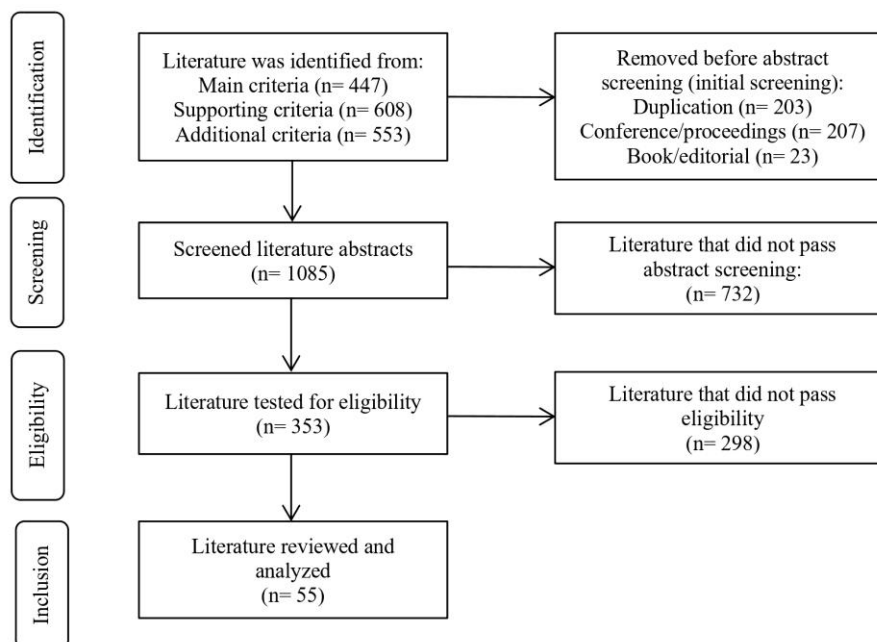 Identification
Literature was identified from:
Main criteria (n= 447)
Supporting criteria (n= 608)
Additional criteria (n= 553)
Removed before abstract
screening (initial screening):
Duplication (n= 203)
Conference/proceedings (n= 207)
Book/editorial (n= 23)
Screening
Screened literature abstracts
(n= 1085)
Literature that did not pass
abstract screening:
(n= 732)
Eligibility
Literature tested for eligibility
(n= 353)
Literature that did not pass
eligibility
(n= 298)
Inclusion
Literature reviewed and
analyzed
(n= 55)